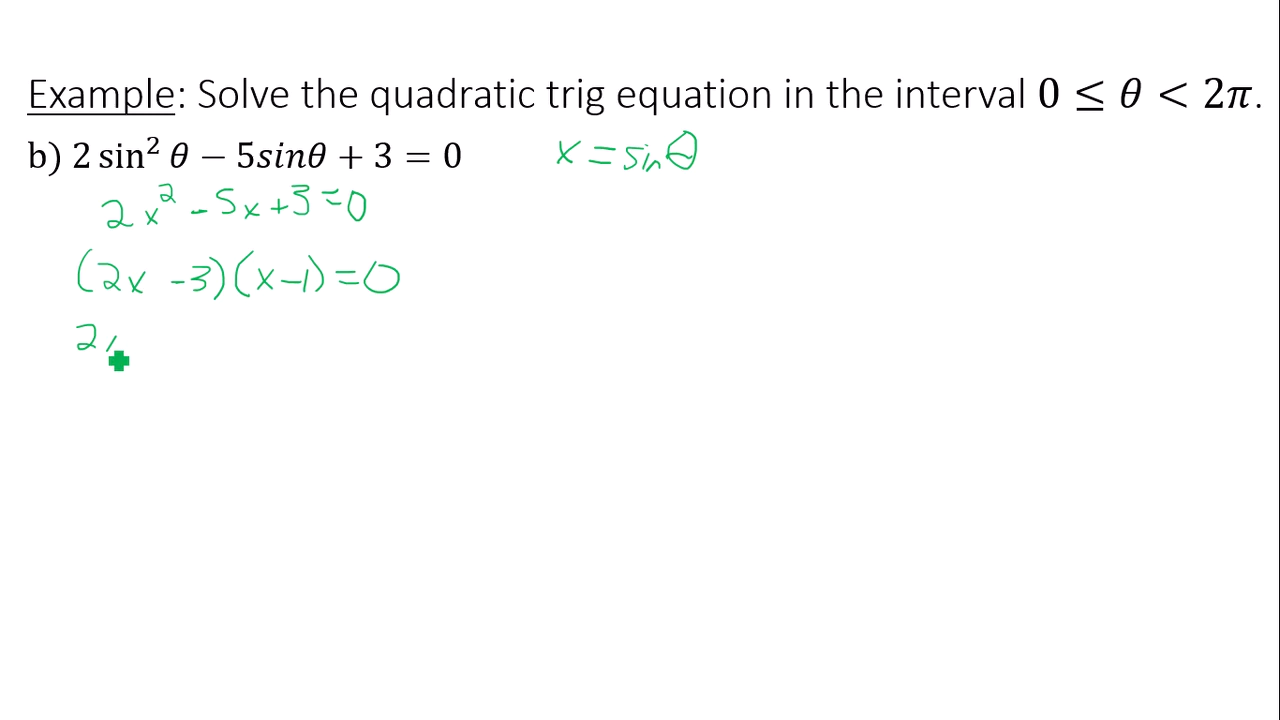 Example: Solve the quadratic trig equation in the interval 0 ≤ θ < 2π.
b) 2 sin² θ − 5sinθ + 3 = 0 x = sinθ
2x² - 5x + 3 = 0
(2x - 3)(x - 1) = 0
2